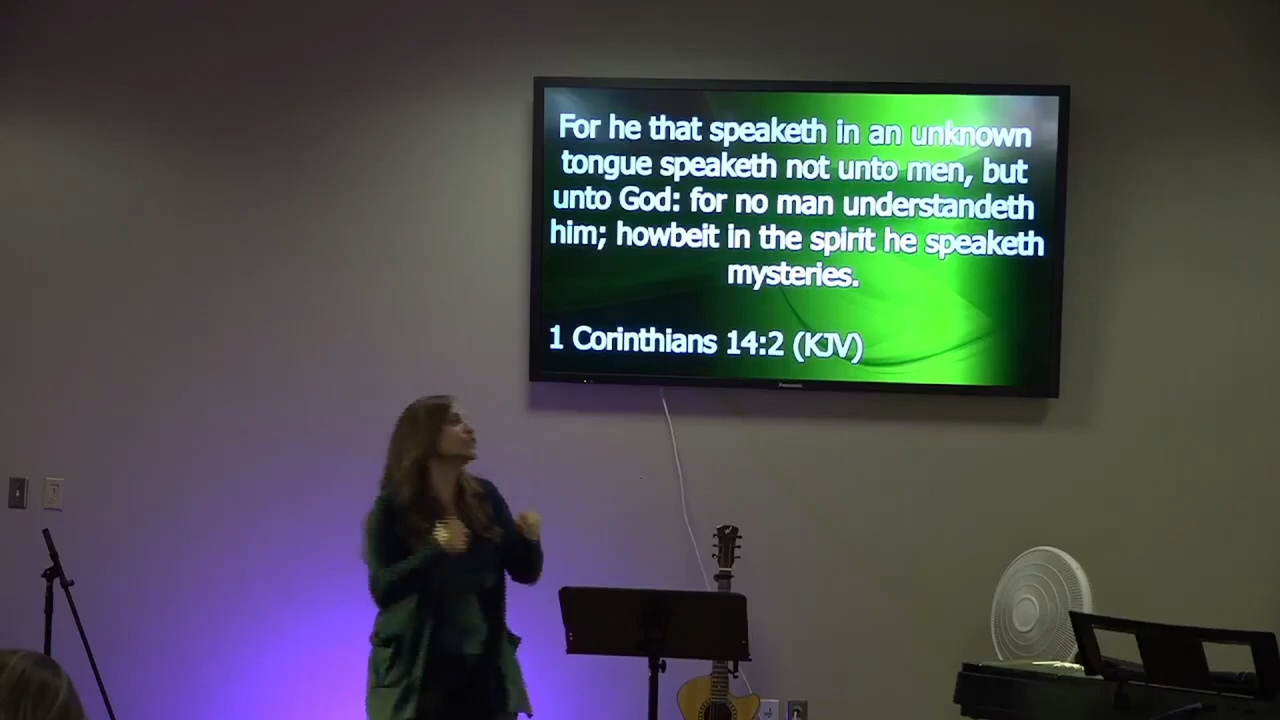 For he that speaketh in an unknown
tongue speaketh not unto men, but
unto God: for no man understandeth
him; howbeit in the spirit he speaketh
mysteries.
1 Corinthians 14:2 (KJV)
Panasonic